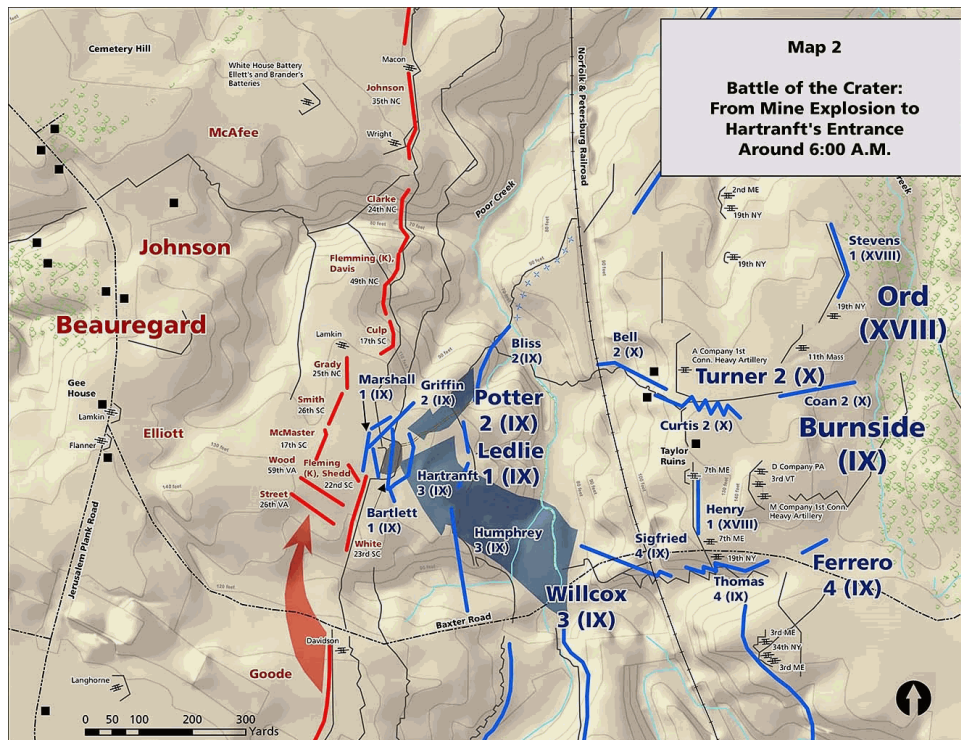 Map 2
Battle of the Crater:
From Mine Explosion to
Hartranft's Entrance
Around 6:00 A.M.
Cemetery Hill
White House Battery
Ellett's and Brander's
Batteries
McAfee
Macon
Johnson
35th NC
Wright
Clarke
24th NC
Flemming (K),
Davis
49th NC
Johnson
Beauregard
Lamkin
Culp
17th SC
Grady
25th NC
Smith
26th SC
McMaster
17th SC
Elliott
Wood
59th VA
Fleming
(K), Shedd
22nd SC
Street
26th VA
White
23rd SC
Gee
House
Lamkin
Flanner
Jerusalem Plank Road
Davidson
Goode
Langhorne
0 50 100 200 300
Yards
Norfolk & Petersburg Railroad
Poor Creek
Creek
Marshall
1 (IX)
Griffin
2 (IX)
Bliss
2(IX)
Potter
2 (IX)
Ledlie
1 (IX)
Hartranft
3 (IX)
Bartlett
1 (IX)
Humphrey
3 (IX)
Willcox
3 (IX)
Baxter Road
Bell
2 (X)
A Company 1st
Conn. Heavy Artillery
Turner 2 (X)
Curtis 2 (X)
Coan 2 (X)
Taylor
Ruins
2nd ME
19th NY
19th NY
Stevens
1 (XVIII)
19th NY
11th Mass
Ord
(XVIII)
Burnside
(IX)
7th ME
D Company PA
3rd VT
M Company 1st Conn.
Heavy Artillery
Henry
1 (XVIII)
7th ME
19th NY
Sigfried
4 (IX)
Thomas
4 (IX)
Ferrero
4 (IX)
3rd ME
34th NY
3rd ME